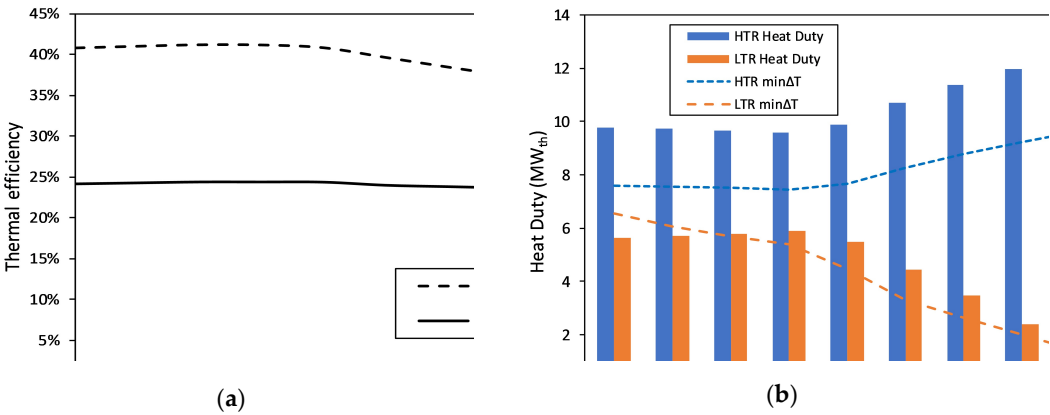 45%
40%
35%
30%
25%
20%
15%
10%
5%
Thermal efficiency
(a)
14
12
10
8
6
4
2
Heat Duty (MWth)
HTR Heat Duty
LTR Heat Duty
HTR minΔT
LTR minΔT
(b)